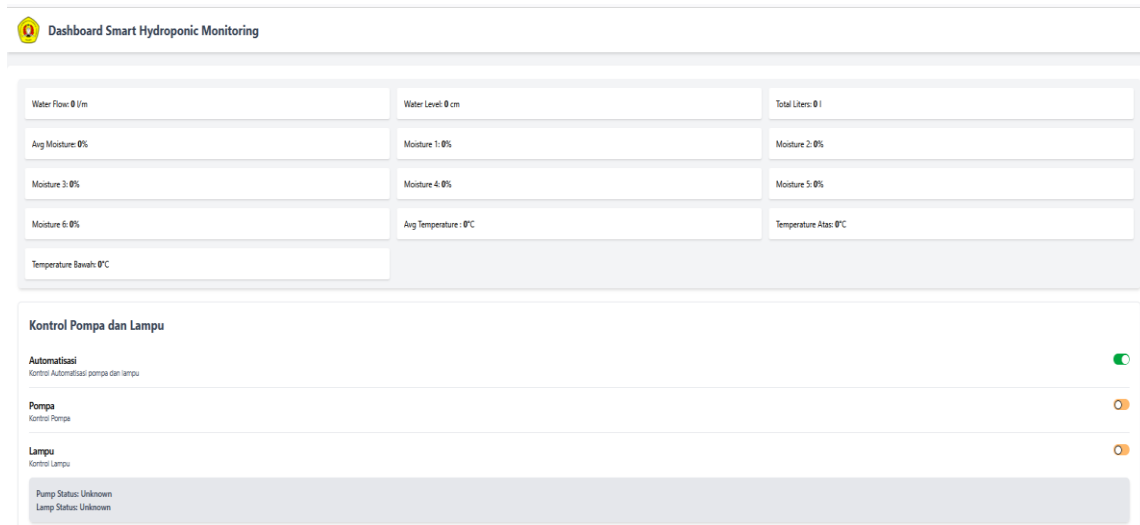 Dashboard Smart Hydroponic Monitoring
Water Flow: 0 l/m
Water Level: 0 cm
Total Liters: 0 l
Avg Moisture: 0%
Moisture 1: 0%
Moisture 2: 0%
Moisture 3: 0%
Moisture 4: 0%
Moisture 5: 0%
Moisture 6: 0%
Avg Temperature : 0°C
Temperature Atas: 0°C
Temperature Bawah: 0°C
Kontrol Pompa dan Lampu
Automatisasi
Kontrol Automatisasi pompa dan lampu
Pompa
Kontrol Pompa
Lampu
Kontrol Lampu
Pump Status: Unknown
Lamp Status: Unknown